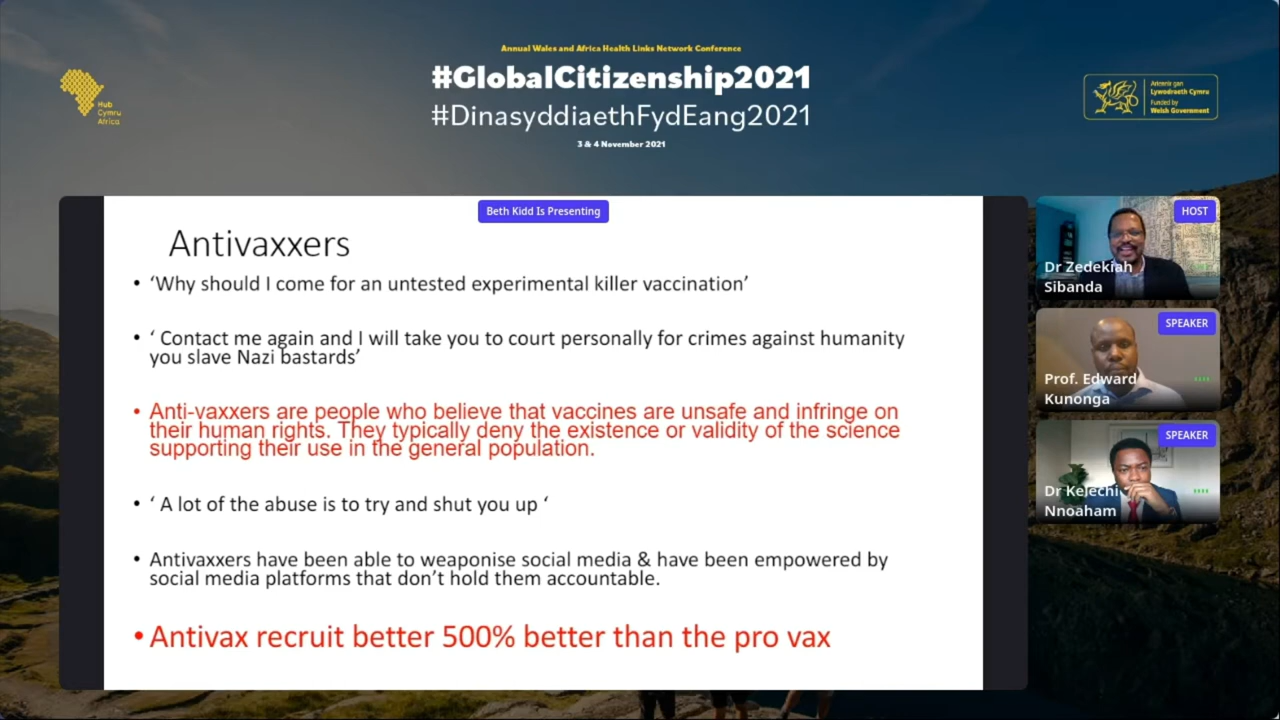 Annual Wales and Africa Health Links Network Conference
#GlobalCitizenship2021
#DinasyddiaethFydEang2021
3 & 4 November 2021
Hub
Cymru
Africa
Ariennir gan
Lywodraeth Cymru
Funded by
Welsh Government
Beth Kidd Is Presenting
Antivaxxers
• ‘Why should I come for an untested experimental killer vaccination’
• ‘ Contact me again and I will take you to court personally for crimes against humanity
you slave Nazi bastards’
• Anti-vaxxers are people who believe that vaccines are unsafe and infringe on
their human rights. They typically deny the existence or validity of the science
supporting their use in the general population.
• ‘ A lot of the abuse is to try and shut you up ‘
• Antivaxxers have been able to weaponise social media & have been empowered by
social media platforms that don’t hold them accountable.
• Antivax recruit better 500% better than the pro vax
HOST
Dr Zedekiah
Sibanda
SPEAKER
Prof. Edward
Kunonga
SPEAKER
Dr Kelechi
Nnoaham